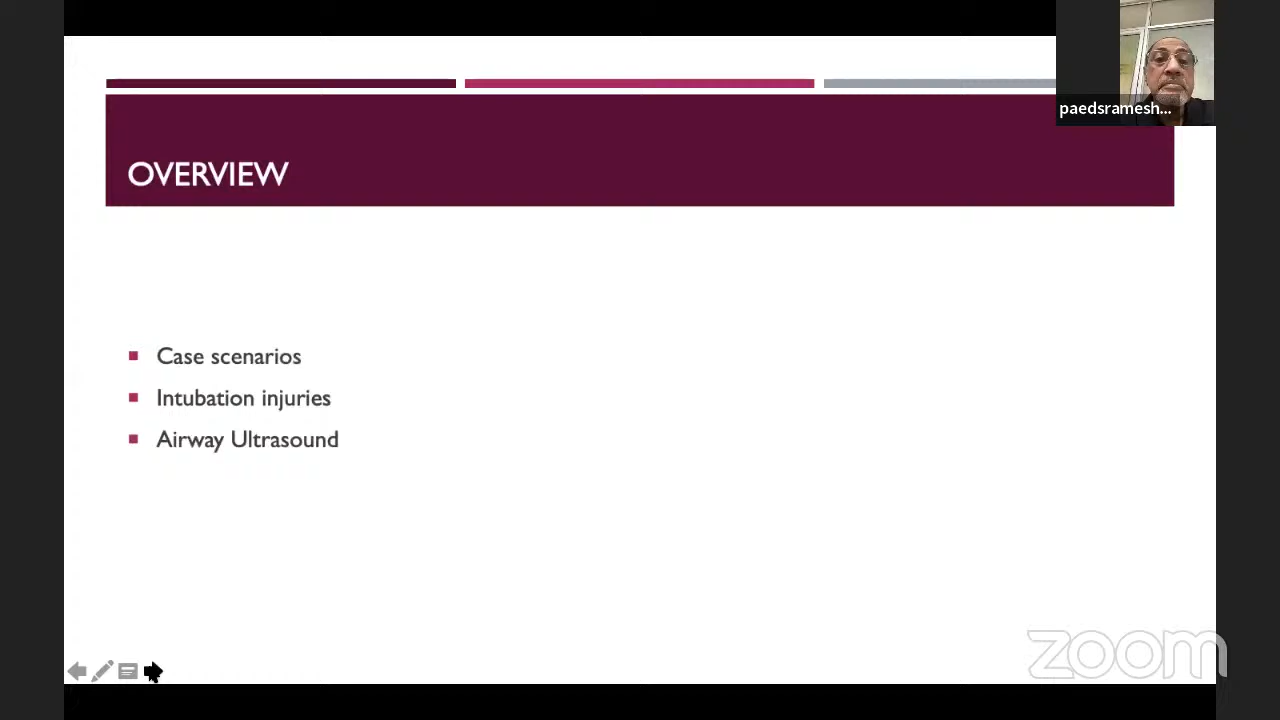 paedsramesh...
OVERVIEW
Case scenarios
Intubation injuries
Airway Ultrasound
zoom